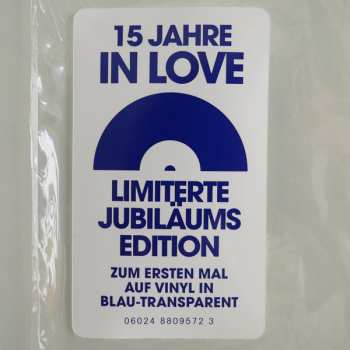 15 JAHRE
IN LOVE
LIMITERTE
JUBILÄUMS
EDITION
ZUM ERSTEN MAL
AUF VINYL IN
BLAU-TRANSPARENT
06024 8809572 3